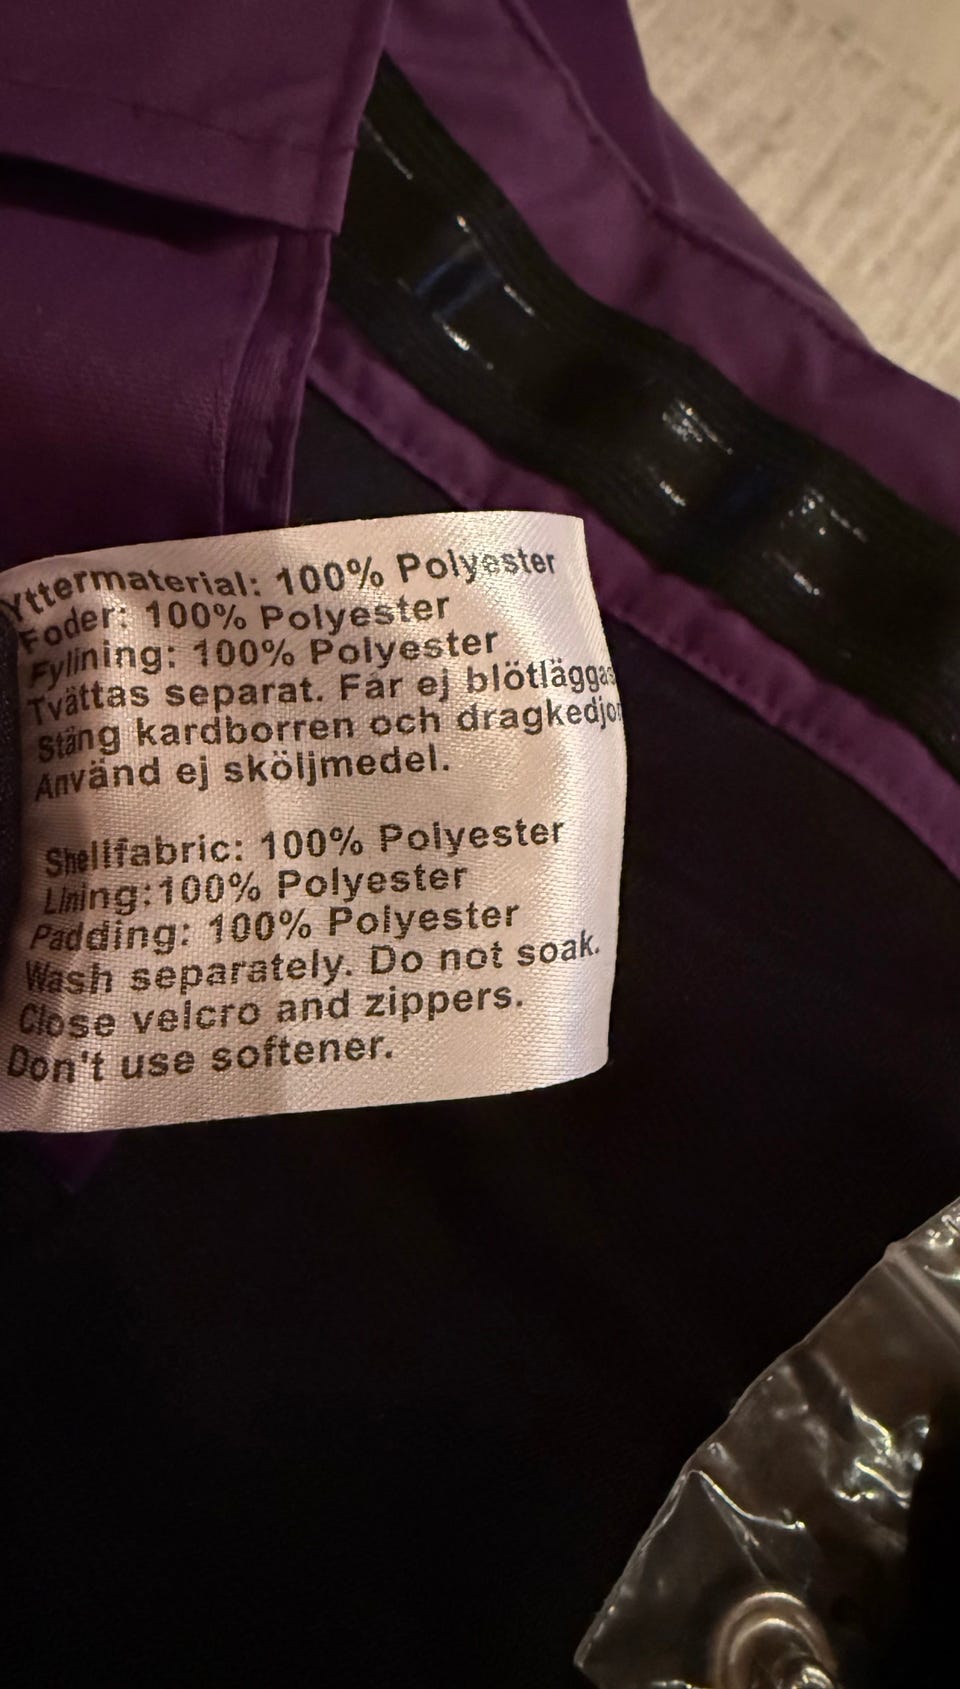 Yttermaterial: 100% Polyester
Foder: 100% Polyester
Fylining: 100% Polyester
Tvättas separat. Får ej blötläggas
Stäng kardborren och dragkedjor
Använd ej sköljmedel.
Shellfabric: 100% Polyester
Lining:100% Polyester
Padding: 100% Polyester
Wash separately. Do not soak.
Close velcro and zippers.
Don't use softener.